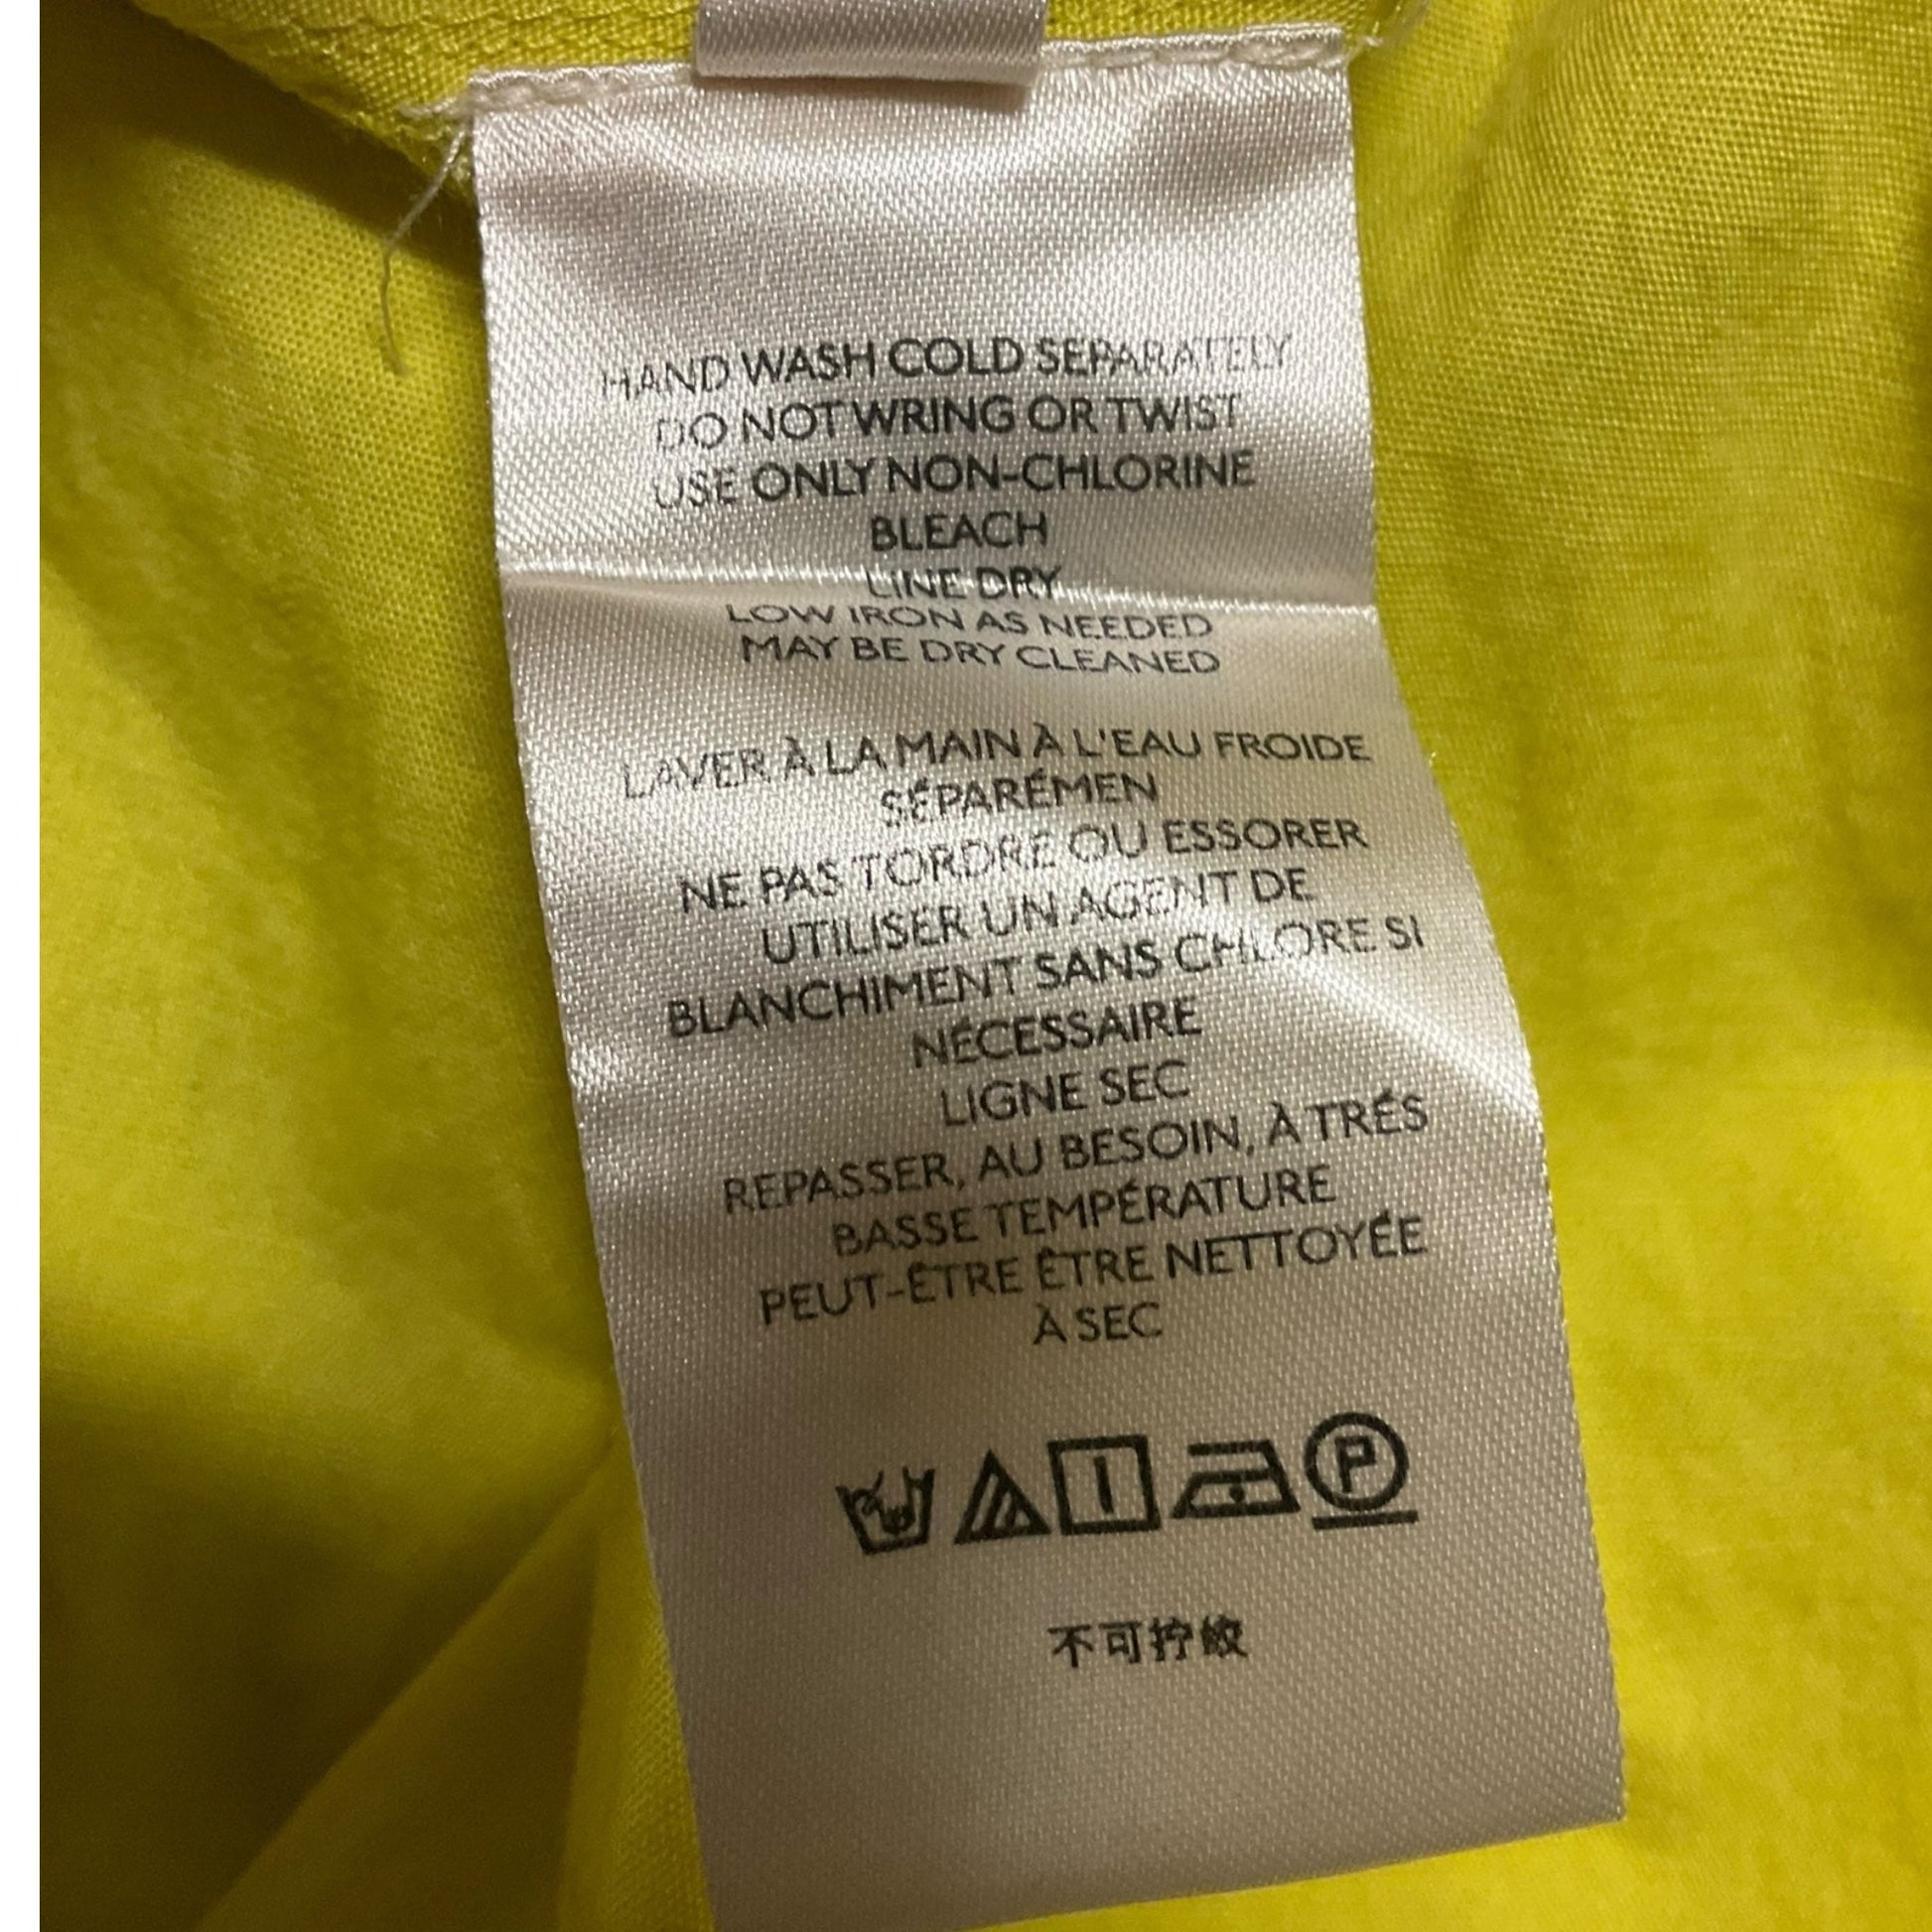 HAND WASH COLD SEPARATELY
DO NOT WRING OR TWIST
USE ONLY NON-CHLORINE
BLEACH
LINE DRY
LOW IRON AS NEEDED
MAY BE DRY CLEANED
LAVER À LA MAIN À L'EAU FROIDE
SÉPARÉMEN
NE PAS TORDRE OU ESSORER
UTILISER UN AGENT DE
BLANCHIMENT SANS CHLORE SI
NÉCESSAIRE
LIGNE SEC
REPASSER, AU BESOIN, À TRÉS
BASSE TEMPÉRATURE
PEUT-ÊTRE ÊTRE NETTOYÉE
À SEC
P
不可拧绞